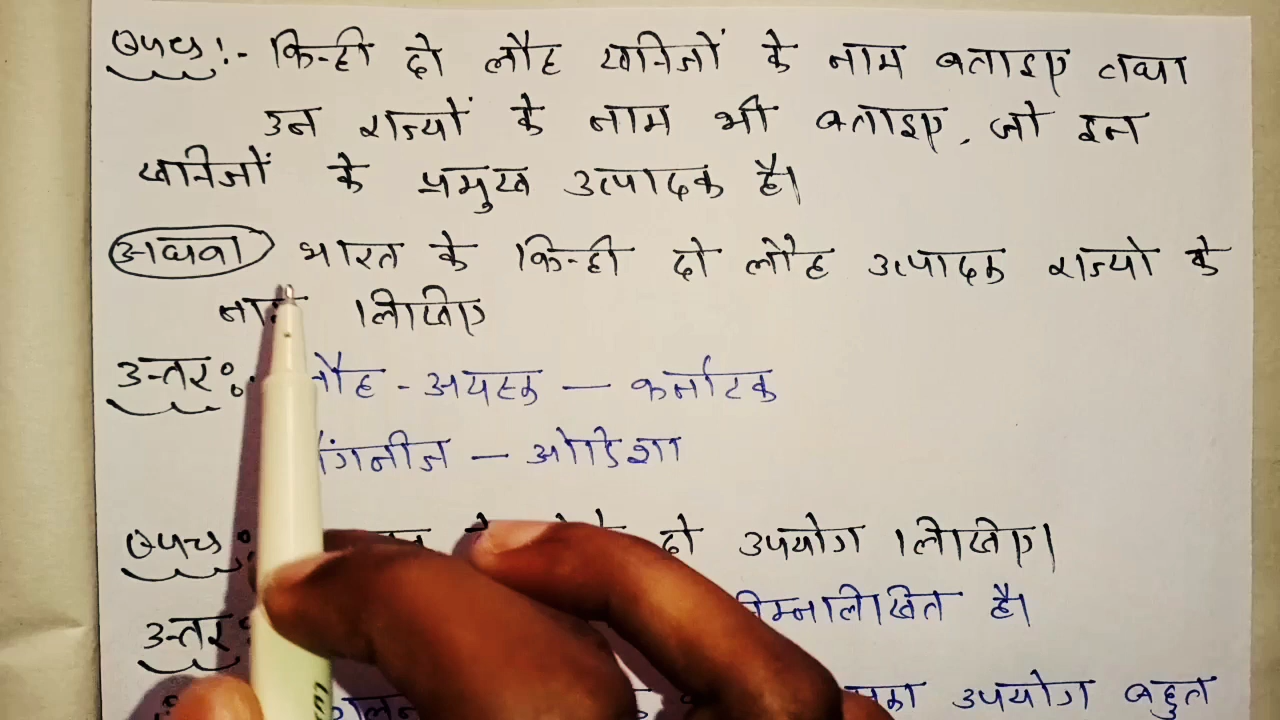 प्रश्न:- किन्ही दो लौह खनिजों के नाम बताइए तथा
उन राज्यों के नाम भी बताइए, जो इन
खनिजों के प्रमुख उत्पादक है।
अथवा भारत के किन्ही दो लौह उत्पादक राज्यो के
नाम लिखिए
उत्तर:- लौह-अयस्क — कर्नाटक
मैंगनीज — ओडिशा
प्रश्न: दो उपयोग लिखिए।
उत्तर: निम्नलिखित है।
उपयोग बहुत